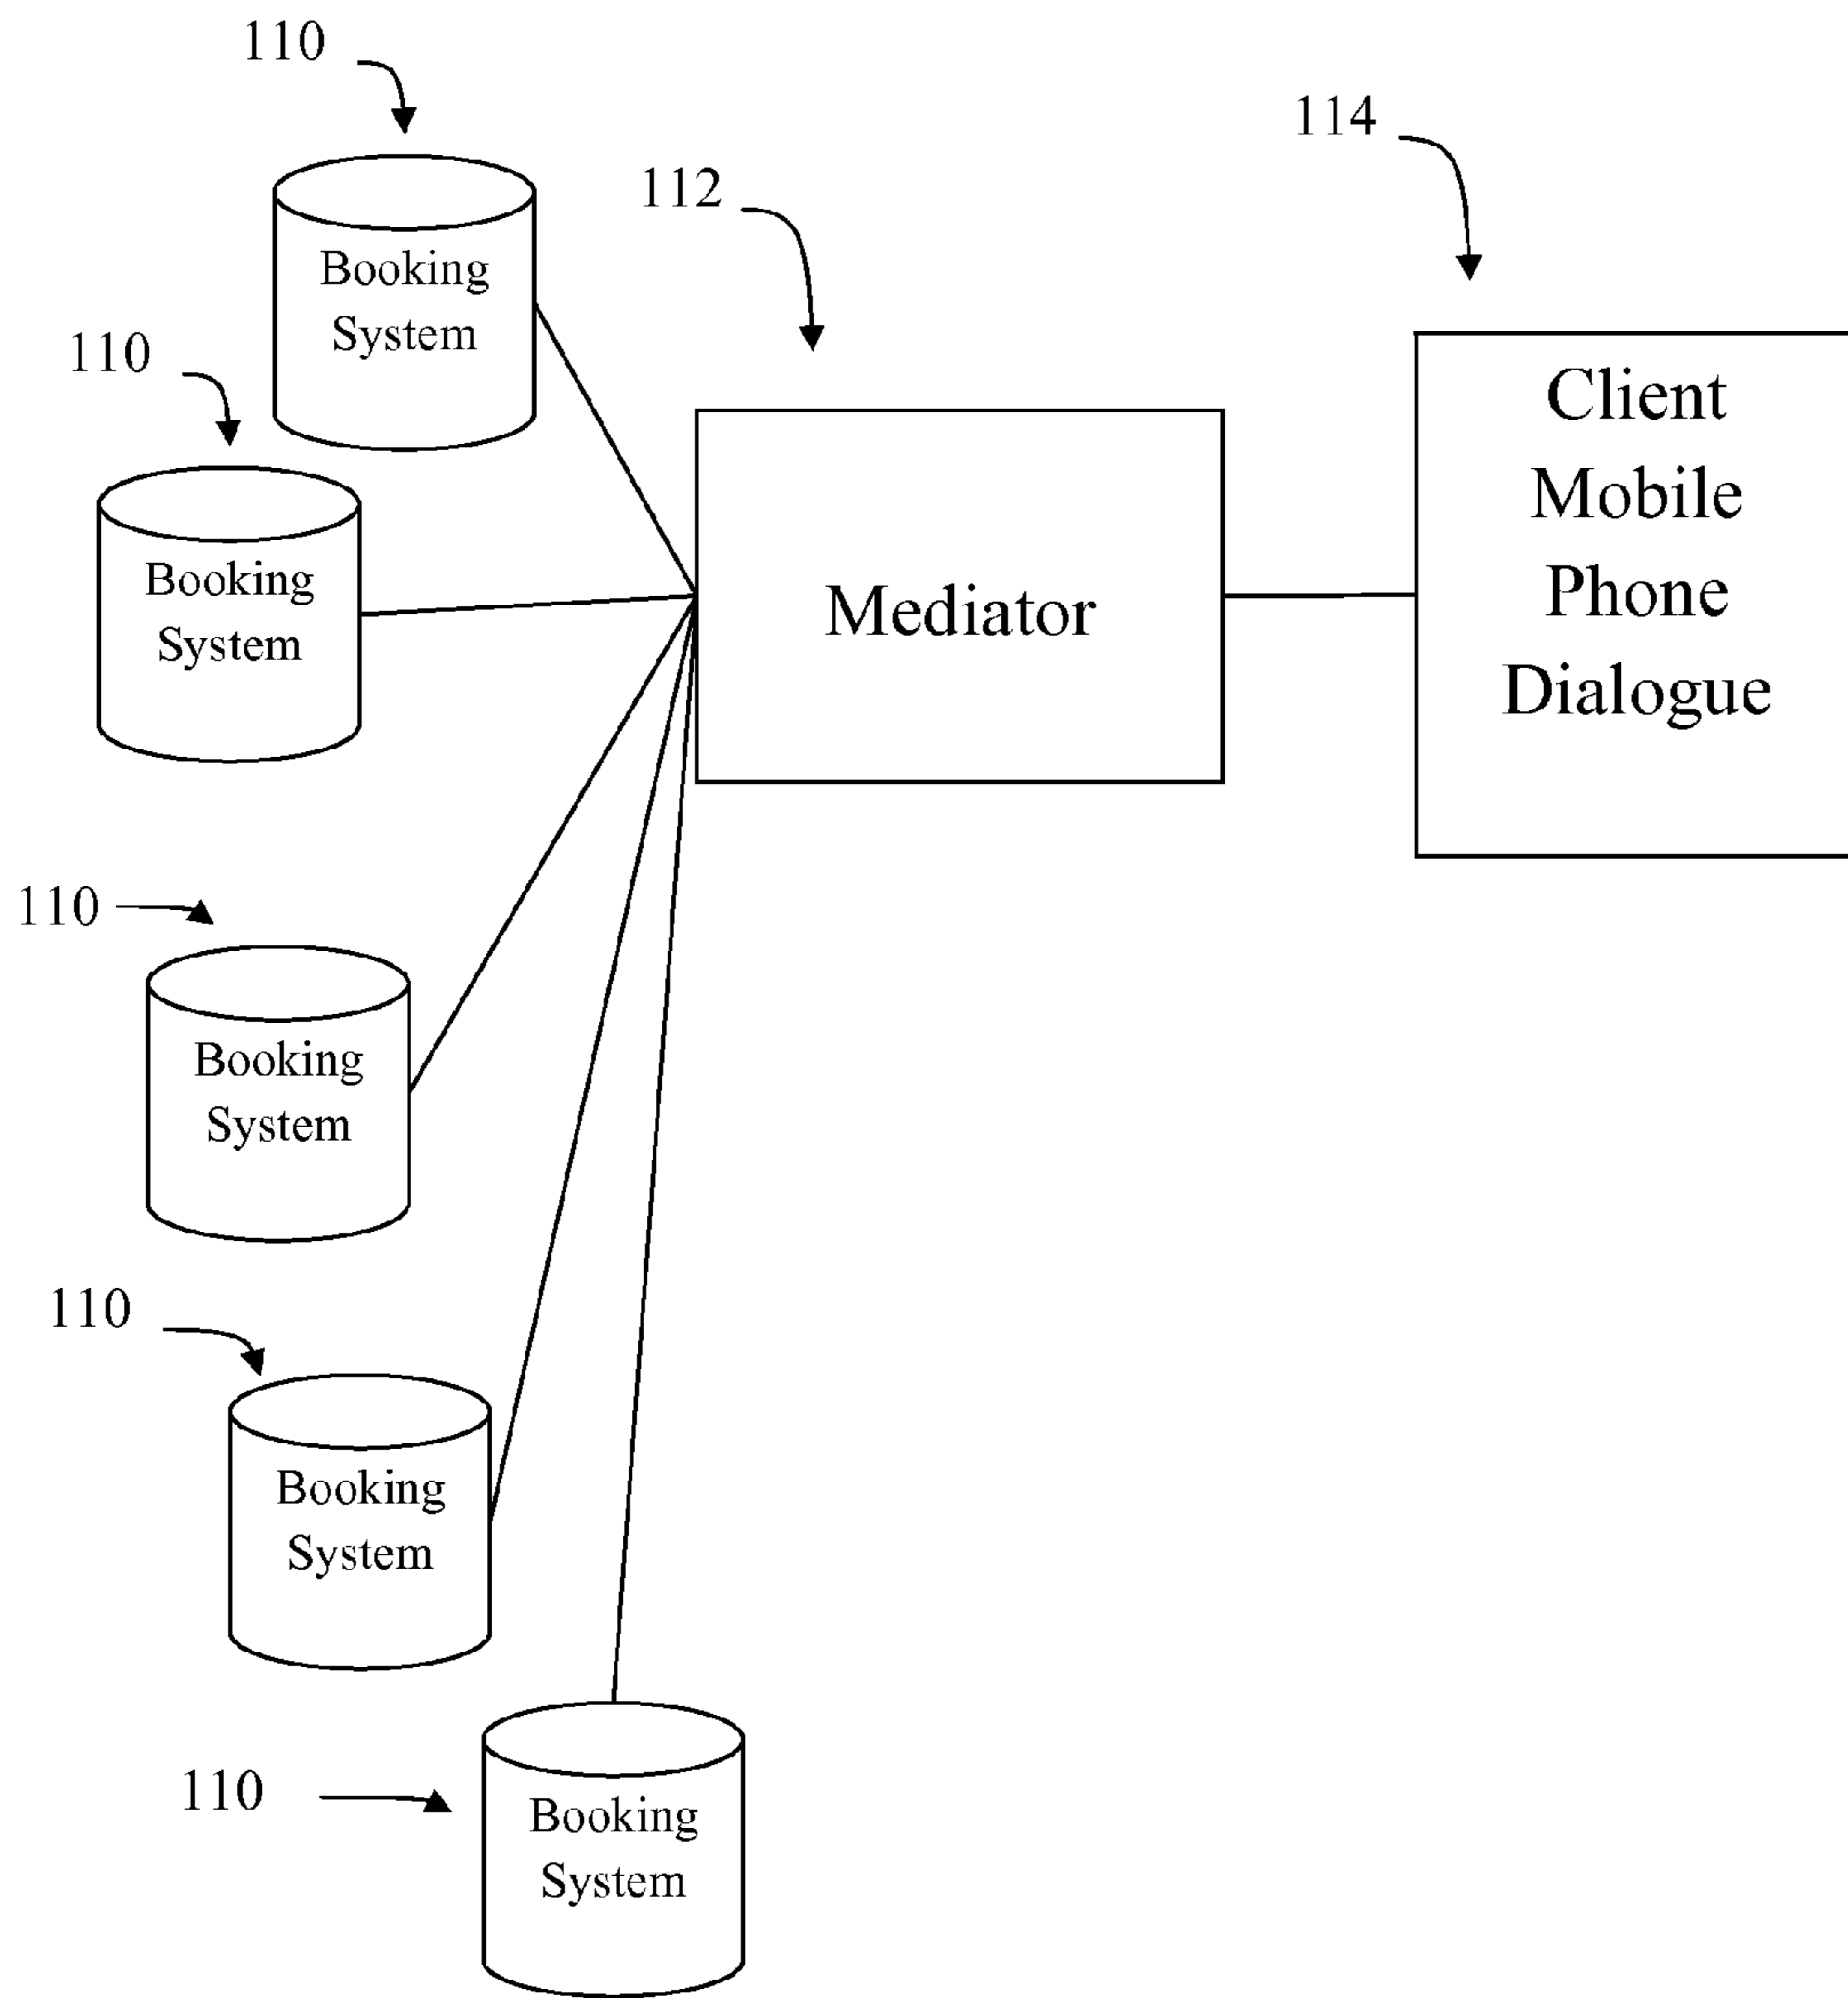 110
Booking
System
110
Booking
System
110
Booking
System
110
Booking
System
110
Booking
System
112
Mediator
114
Client
Mobile
Phone
Dialogue